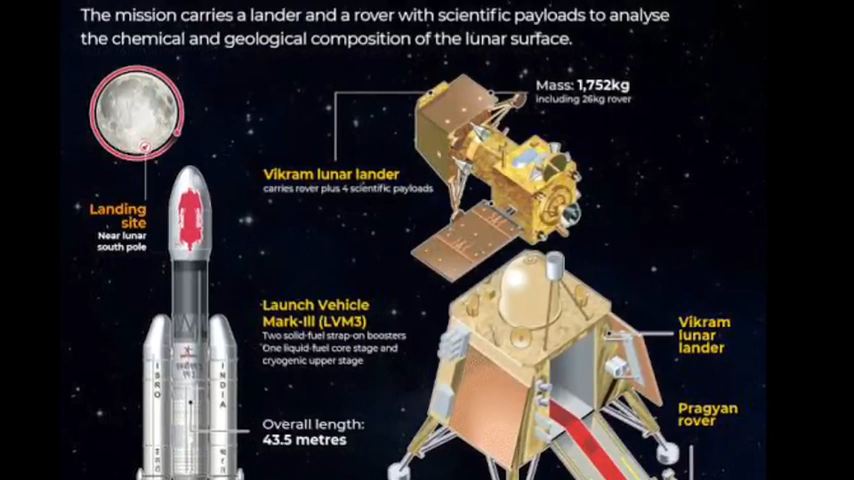 The mission carries a lander and a rover with scientific payloads to analyse
the chemical and geological composition of the lunar surface.
Mass: 1,752kg
including 26kg rover
Vikram lunar lander
carries rover plus 4 scientific payloads
Landing
site
Near lunar
south pole
Launch Vehicle
Mark-III (LVM3)
Two solid-fuel strap-on boosters
One liquid-fuel core stage and
cryogenic upper stage
Vikram
lunar
lander
ISRO
INDIA
Pragyan
rover
Overall length:
43.5 metres